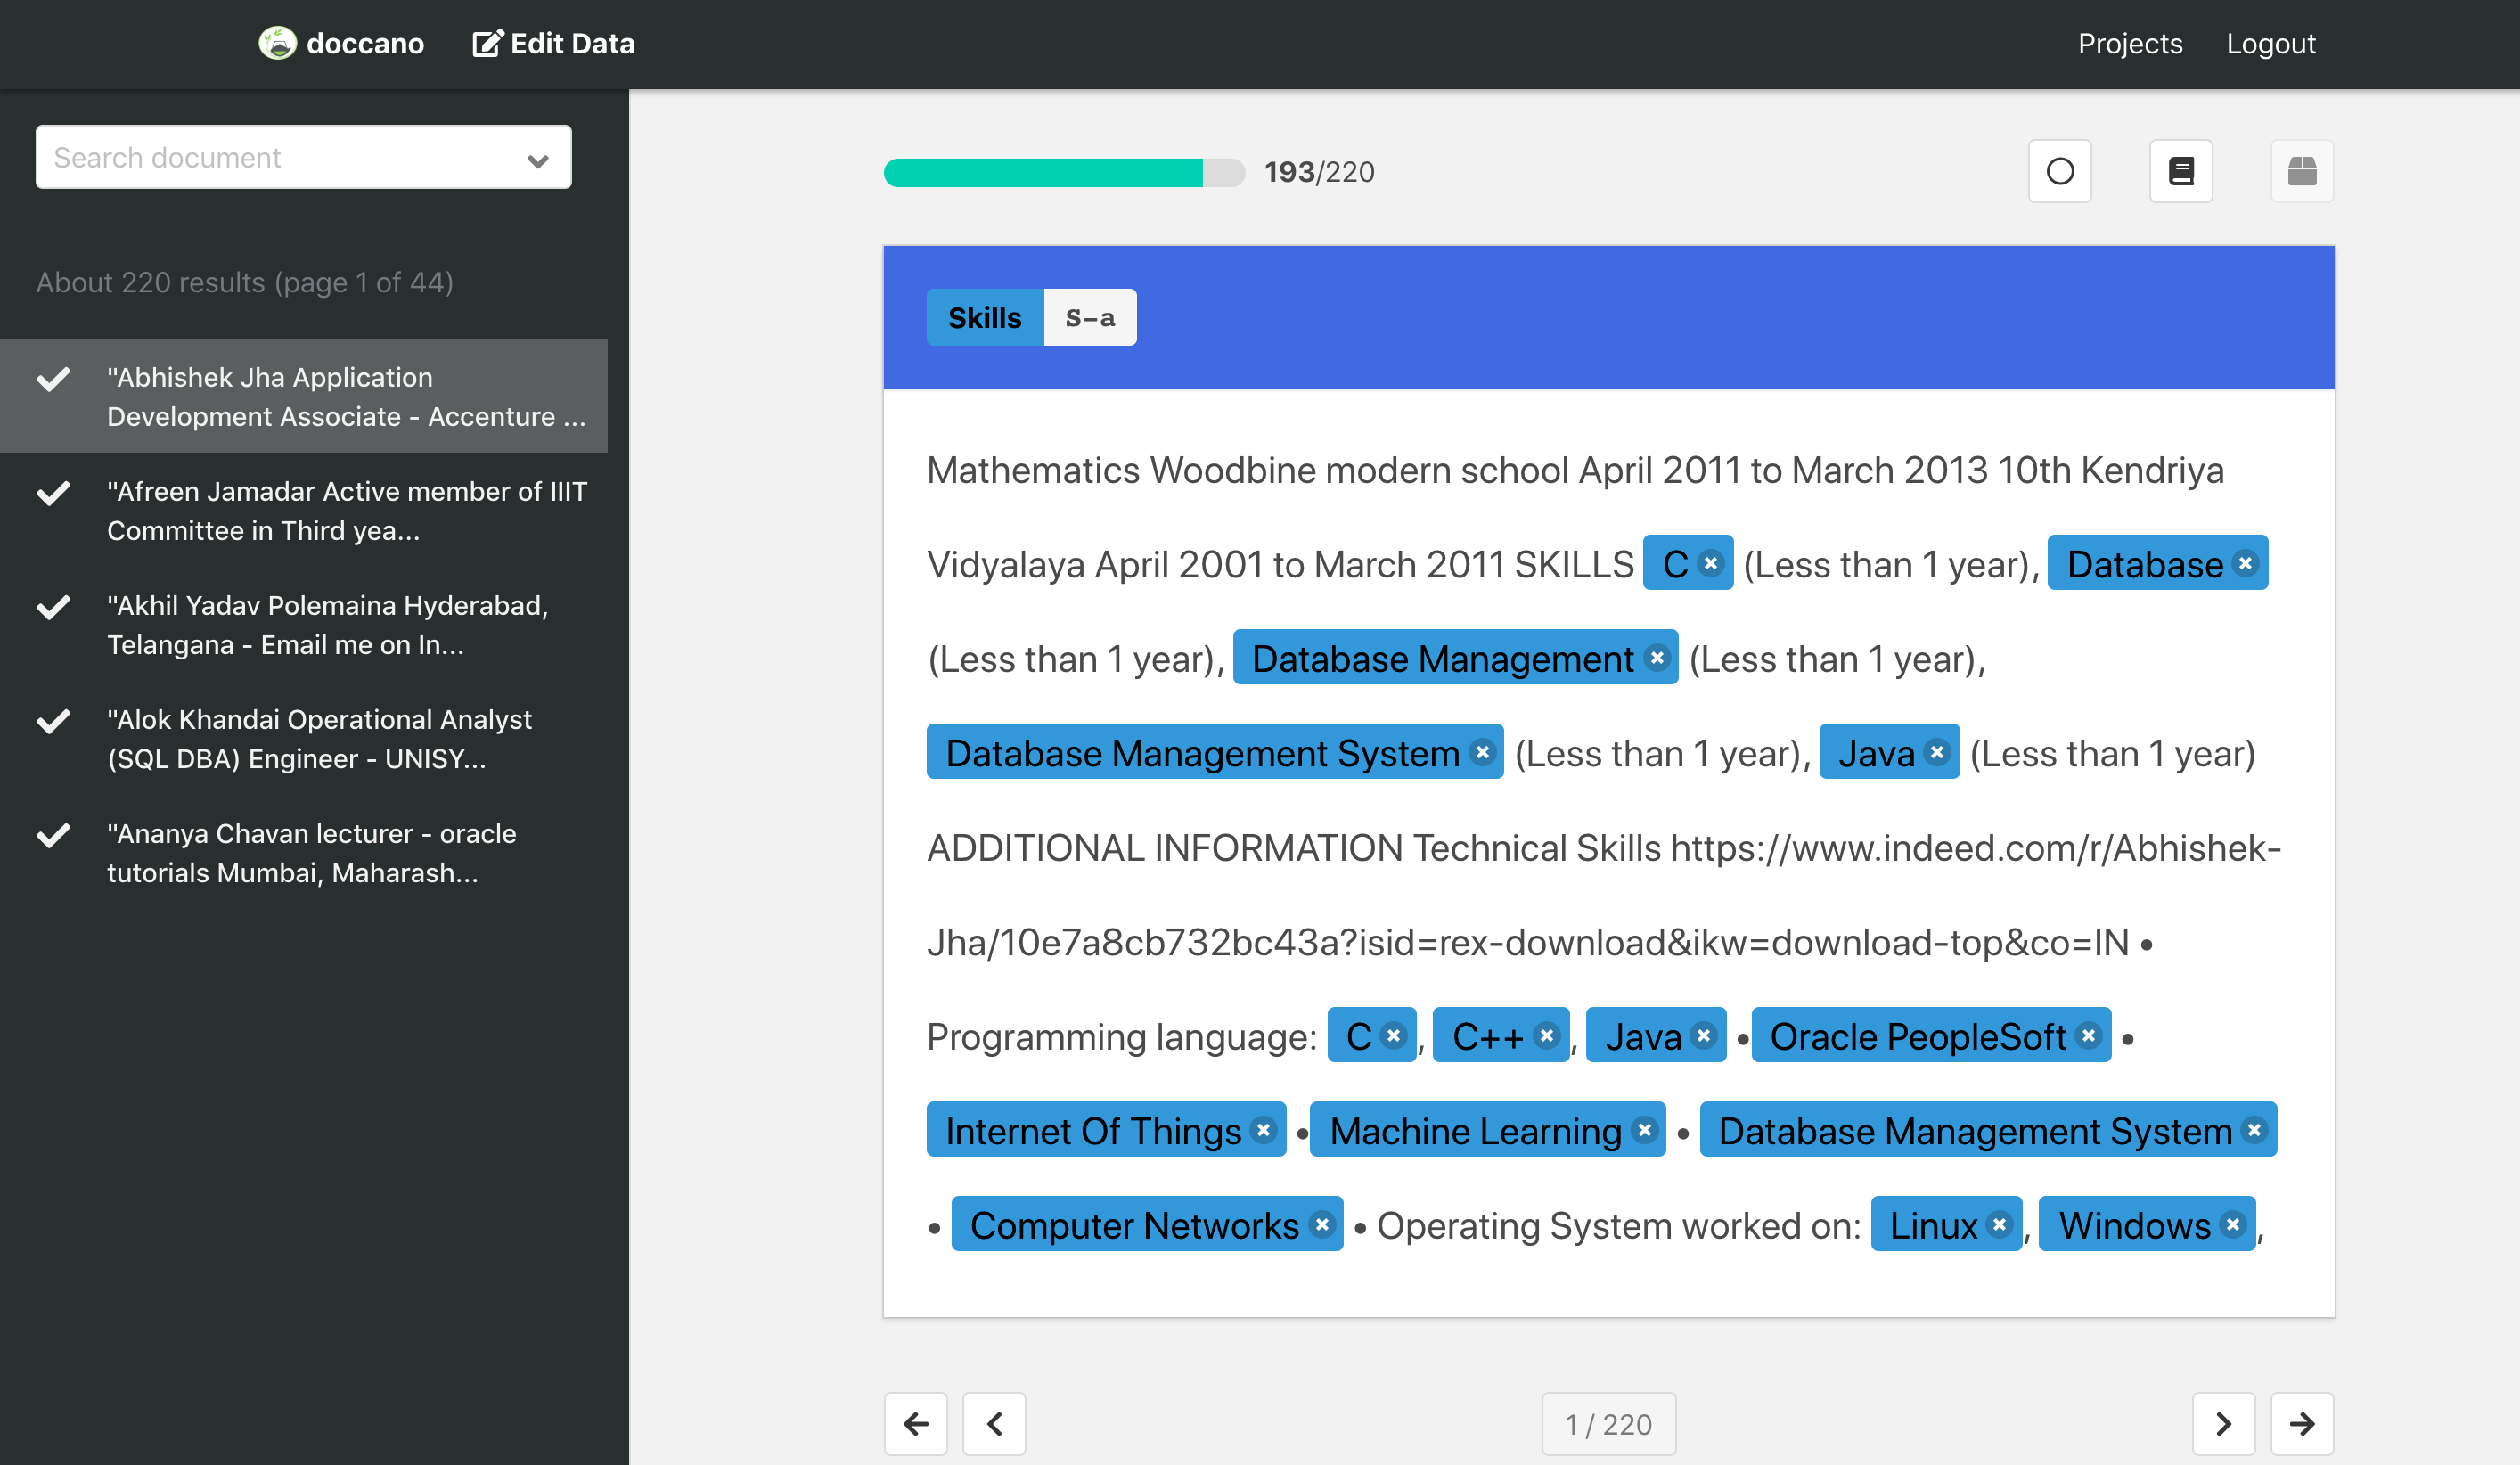 doccano Edit Data Projects Logout
Search document
About 220 results (page 1 of 44)
"Abhishek Jha Application
Development Associate - Accenture ...
"Afreen Jamadar Active member of IIIT
Committee in Third yea...
"Akhil Yadav Polemaina Hyderabad,
Telangana - Email me on In...
"Alok Khandai Operational Analyst
(SQL DBA) Engineer - UNISY...
"Ananya Chavan lecturer - oracle
tutorials Mumbai, Maharash...
193/220
Skills S-a
Mathematics Woodbine modern school April 2011 to March 2013 10th Kendriya
Vidyalaya April 2001 to March 2011 SKILLS C (Less than 1 year), Database
(Less than 1 year), Database Management (Less than 1 year),
Database Management System (Less than 1 year), Java (Less than 1 year)
ADDITIONAL INFORMATION Technical Skills https://www.indeed.com/r/Abhishek-
Jha/10e7a8cb732bc43a?isid=rex-download&ikw=download-top&co=IN •
Programming language: C, C++, Java • Oracle PeopleSoft •
Internet Of Things • Machine Learning • Database Management System
• Computer Networks • Operating System worked on: Linux, Windows,
1 / 220